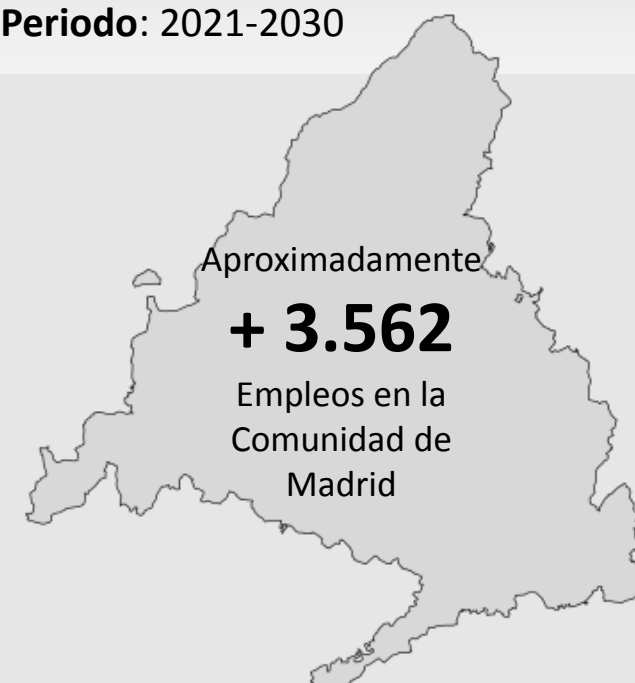 Periodo: 2021-2030
Aproximadamente
+ 3.562
Empleos en la
Comunidad de
Madrid